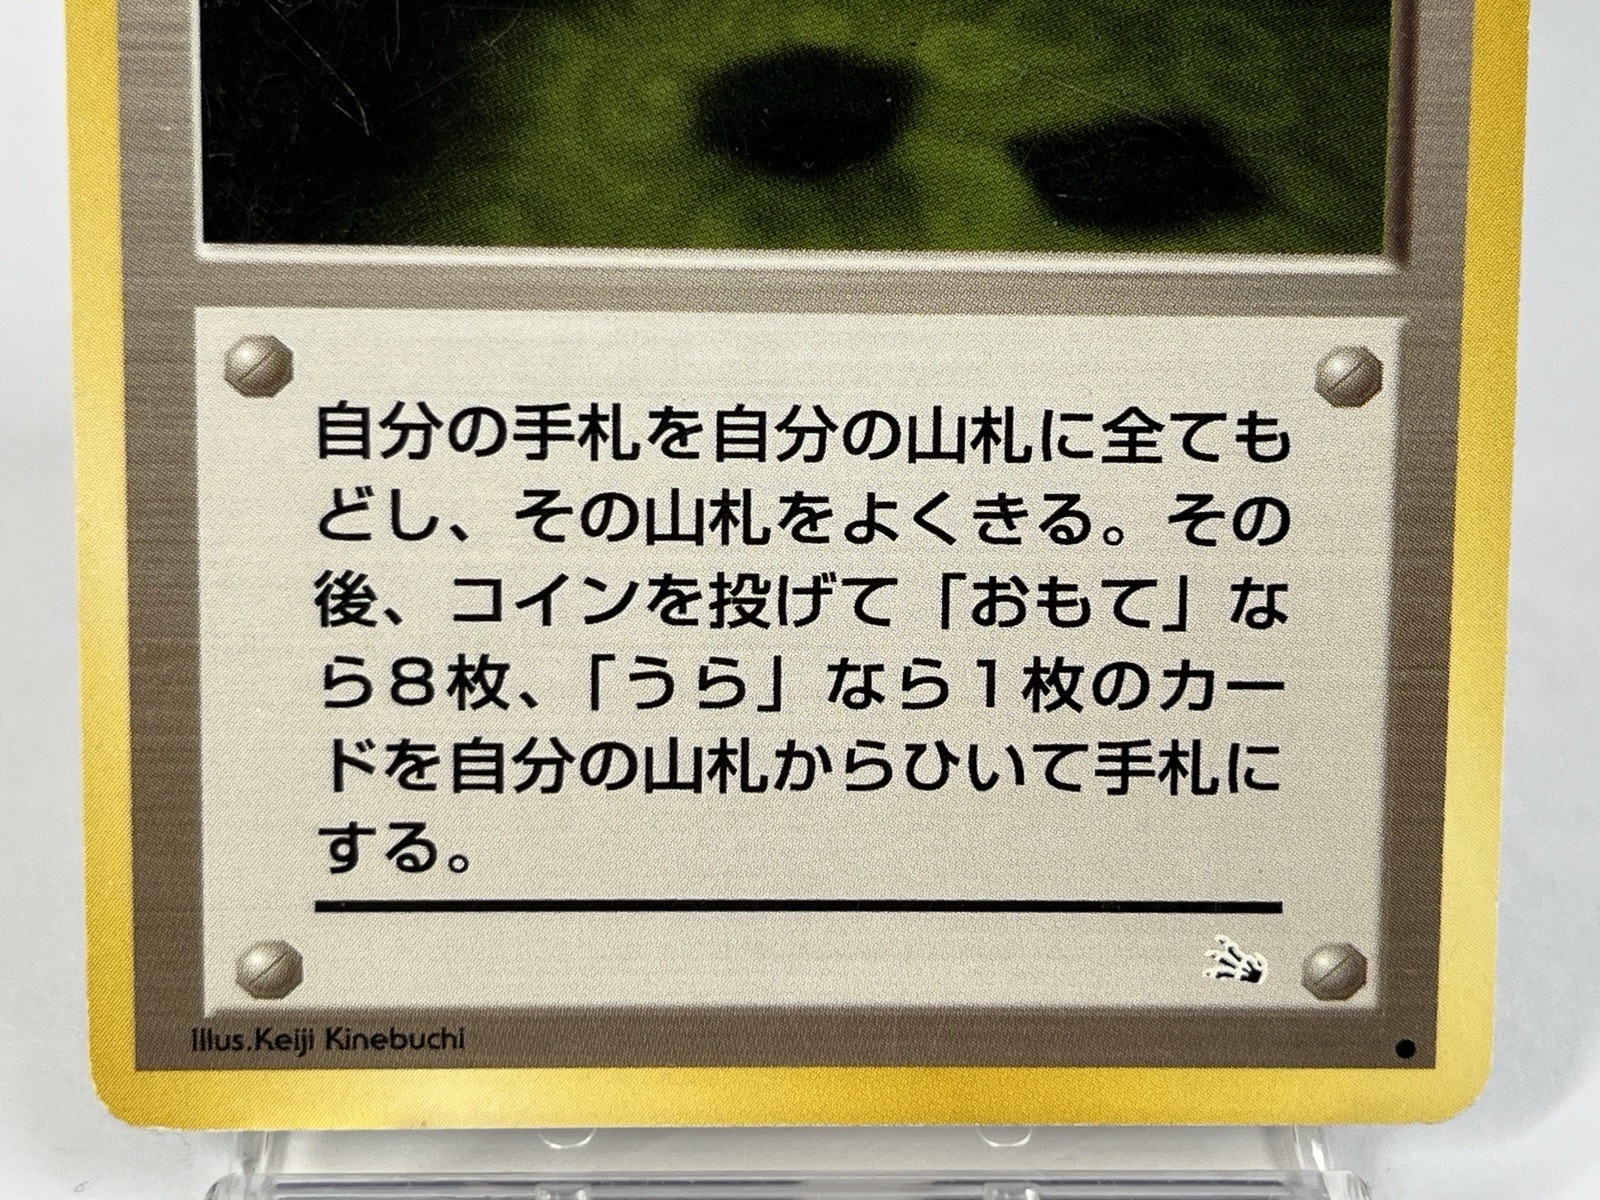 自分の手札を自分の山札に全ても
どし、その山札をよくきる。その
後、コインを投げて「おもて」な
ら８枚、「うら」なら１枚のカー
ドを自分の山札からひいて手札に
する。
Illus.Keiji Kinebuchi